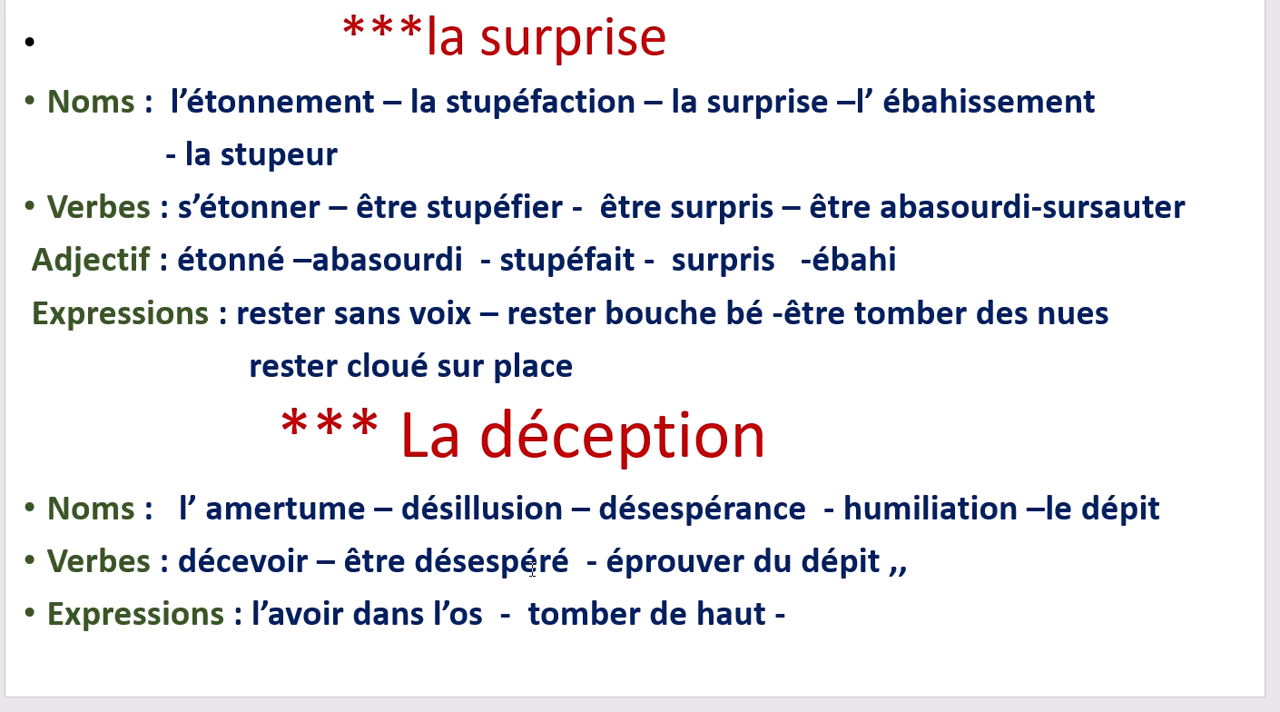 • ***la surprise
• Noms : l’étonnement – la stupéfaction – la surprise –l’ ébahissement
- la stupeur
• Verbes : s’étonner – être stupéfier - être surpris – être abasourdi-sursauter
Adjectif : étonné –abasourdi - stupéfait - surpris -ébahi
Expressions : rester sans voix – rester bouche bé -être tomber des nues
rester cloué sur place
*** La déception
• Noms : l’ amertume – désillusion – désespérance - humiliation –le dépit
• Verbes : décevoir – être désespéré - éprouver du dépit ,,
• Expressions : l’avoir dans l’os - tomber de haut -